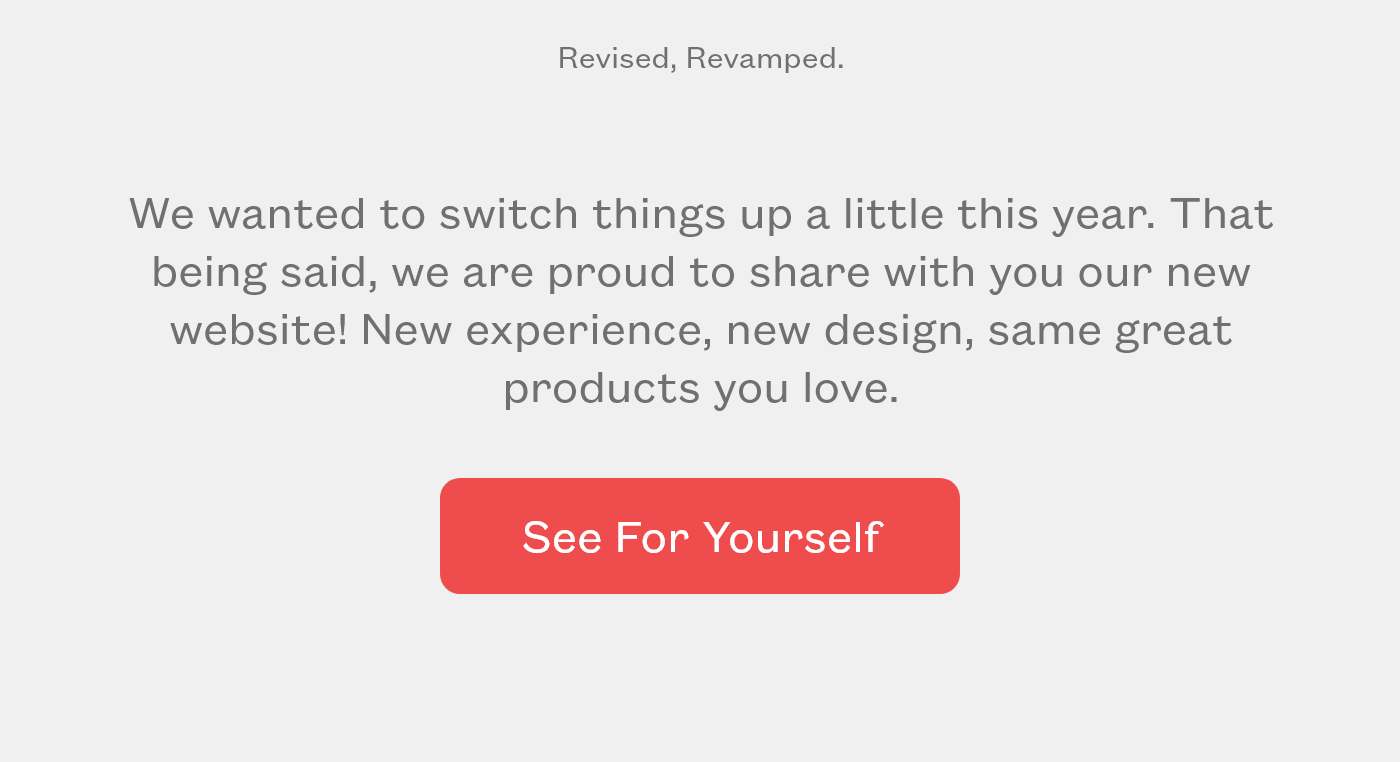 Revised, Revamped.
We wanted to switch things up a little this year. That
being said, we are proud to share with you our new
website! New experience, new design, same great
products you love.
See For Yourself